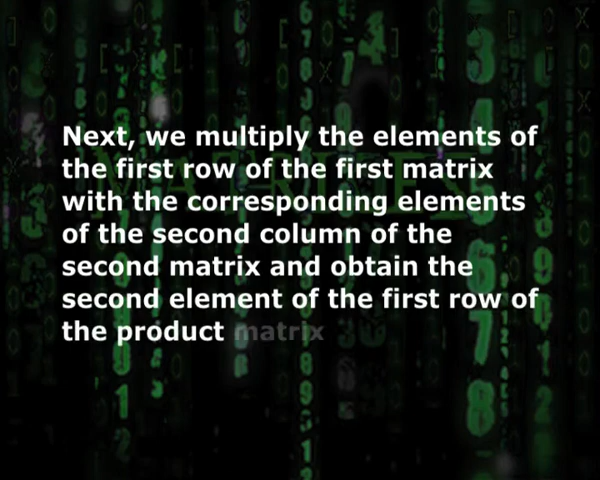 Next, we multiply the elements of
the first row of the first matrix
with the corresponding elements
of the second column of the
second matrix and obtain the
second element of the first row of
the product matrix